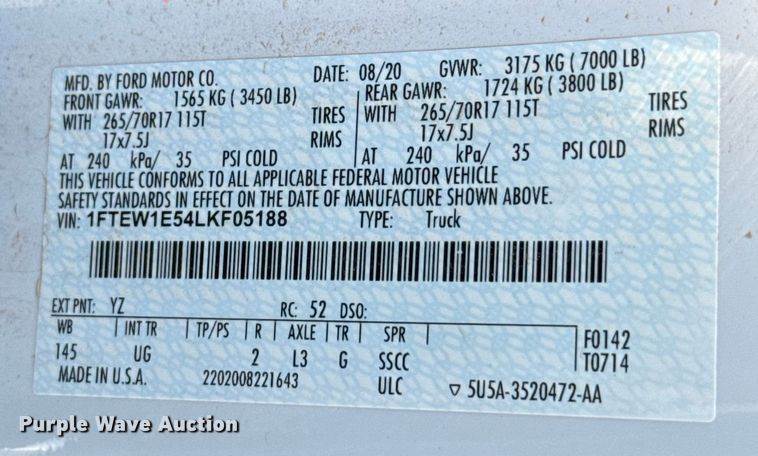 MFD. BY FORD MOTOR CO. DATE: 08/20 GVWR: 3175 KG ( 7000 LB)
FRONT GAWR: 1565 KG ( 3450 LB) REAR GAWR: 1724 KG ( 3800 LB)
WITH 265/70R17 115T TIRES WITH 265/70R17 115T TIRES
17x7.5J RIMS 17x7.5J RIMS
AT 240 kPa/ 35 PSI COLD AT 240 kPa/ 35 PSI COLD
THIS VEHICLE CONFORMS TO ALL APPLICABLE FEDERAL MOTOR VEHICLE
SAFETY STANDARDS IN EFFECT ON THE DATE OF MANUFACTURE SHOWN ABOVE.
VIN: 1FTEW1E54LKF05188 TYPE: Truck
EXT PNT: YZ RC: 52 DSO:
WB INT TR TP/PS R AXLE TR SPR F0142
145 UG 2 L3 G SSCC T0714
MADE IN U.S.A. 2202008221643 ULC ▽ 5U5A-3520472-AA
Purple Wave Auction